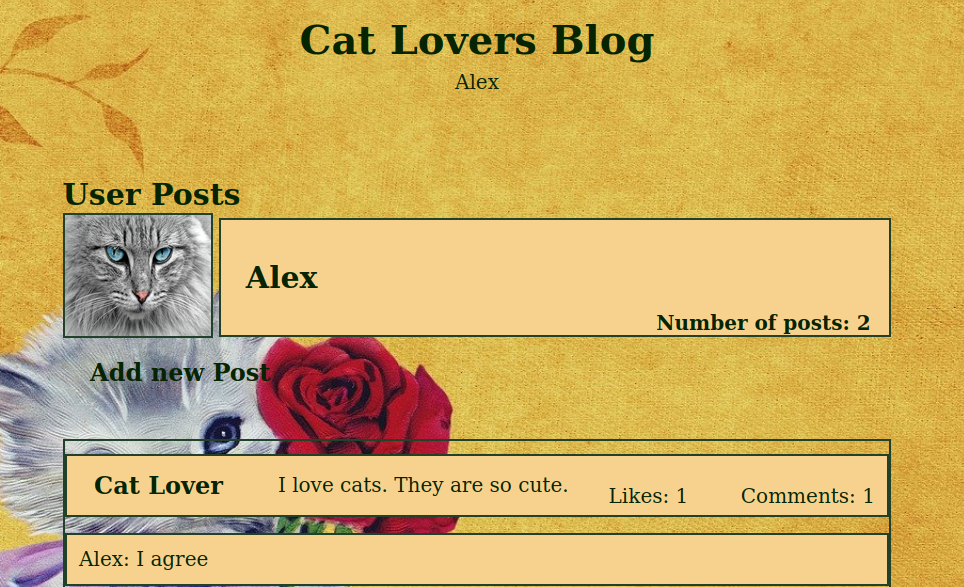 Cat Lovers Blog
Alex
User Posts
Alex
Number of posts: 2
Add new Post
Cat Lover
I love cats. They are so cute.
Likes: 1
Comments: 1
Alex: I agree